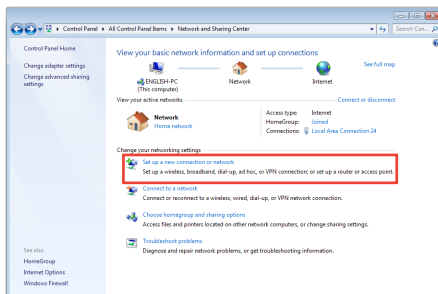 Control Panel
All Control Panel Items
Network and Sharing Center
Search Con...
Control Panel Home
Change adapter settings
Change advanced sharing
settings
See also
HomeGroup
Internet Options
Windows Firewall
View your basic network information and set up connections
See full map
ENGLISH-PC
(This computer)
Network
Internet
View your active networks
Connect or disconnect
Network
Home network
Access type: Internet
HomeGroup: Joined
Connections: Local Area Connection 24
Change your networking settings
Set up a new connection or network
Set up a wireless, broadband, dial-up, ad hoc, or VPN connection; or set up a router or access point.
Connect to a network
Connect or reconnect to a wireless, wired, dial-up, or VPN network connection.
Choose homegroup and sharing options
Access files and printers located on other network computers, or change sharing settings.
Troubleshoot problems
Diagnose and repair network problems, or get troubleshooting information.